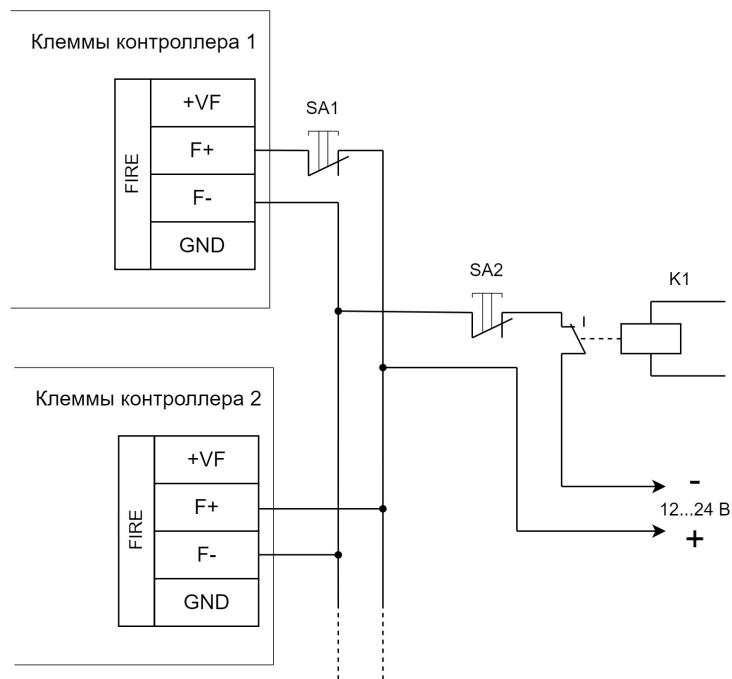 Клеммы контроллера 1
FIRE
+VF
F+
F-
GND
SA1
SA2
K1
Клеммы контроллера 2
FIRE
+VF
F+
F-
GND
-
12...24 В
+